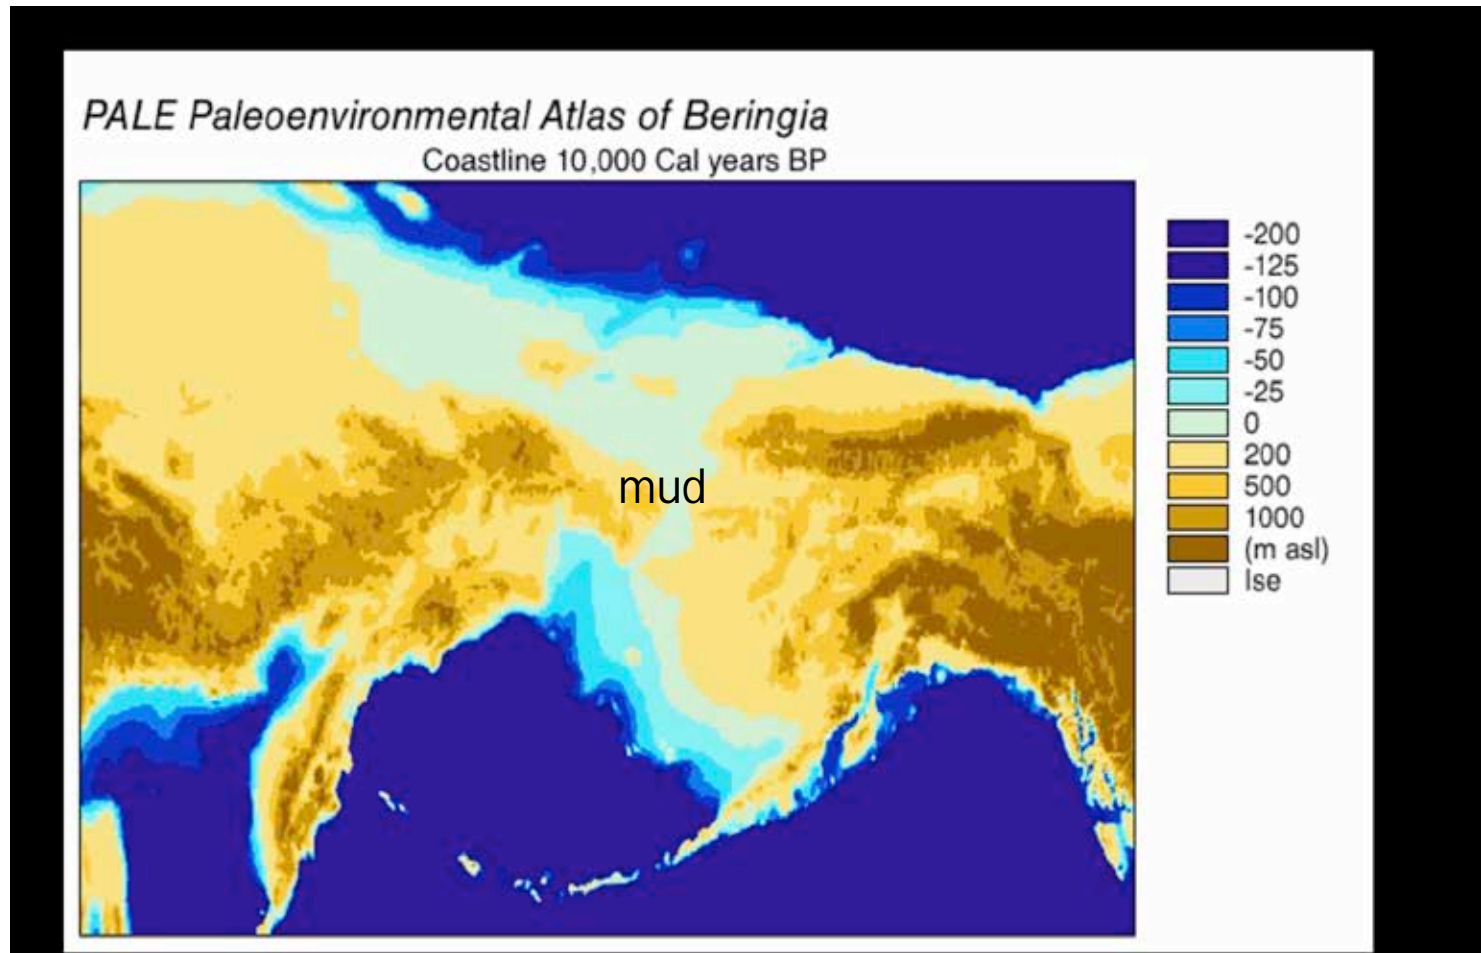 PALE Paleoenvironmental Atlas of Beringia
Coastline 10,000 Cal years BP
-200
-125
-100
-75
-50
-25
0
200
500
1000
(m asl)
Ise
mud